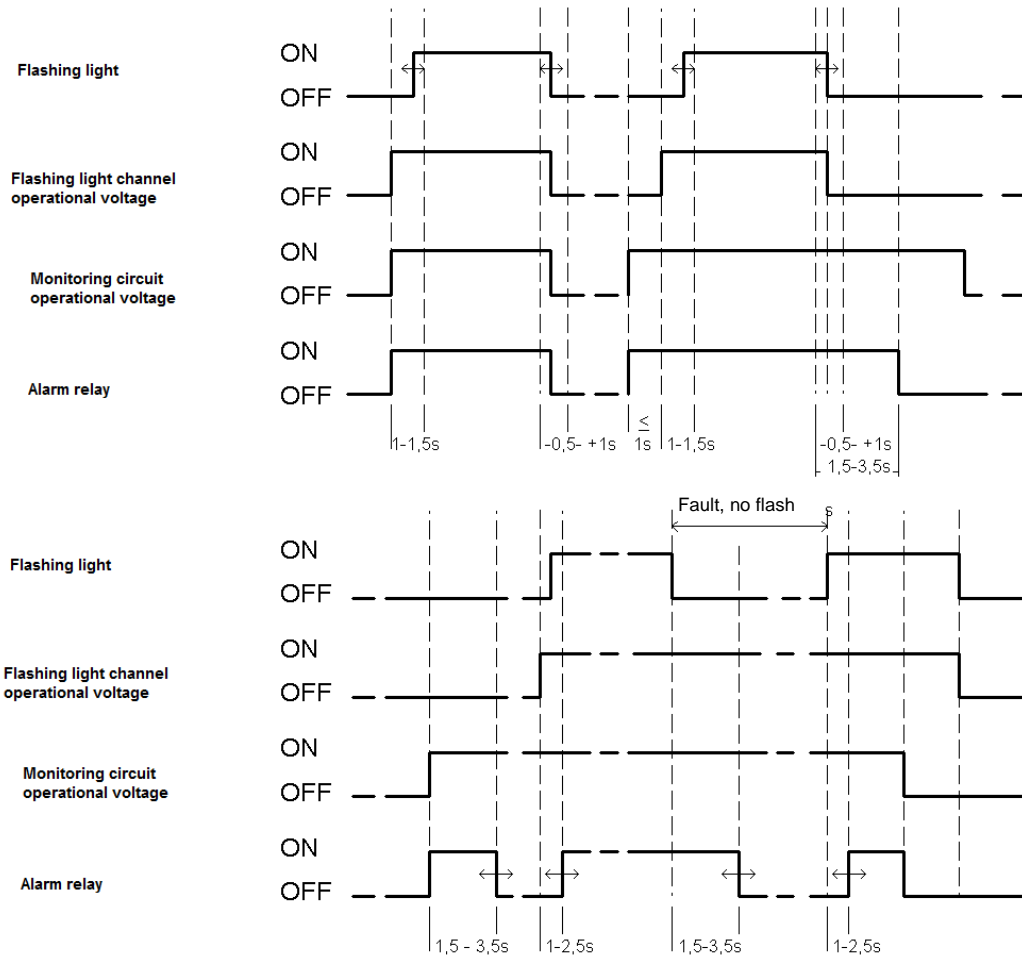 ON
Flashing light
OFF
ON
Flashing light channel
operational voltage
OFF
ON
Monitoring circuit
operational voltage
OFF
ON
Alarm relay
OFF
1-1,5s
-0,5- +1s
≤
1s
1-1,5s
-0,5- +1s
1,5-3,5s
Fault, no flash
s
ON
Flashing light
OFF
ON
Flashing light channel
operational voltage
OFF
ON
Monitoring circuit
operational voltage
OFF
ON
Alarm relay
OFF
1,5 - 3,5s
1-2,5s
1,5-3,5s
1-2,5s